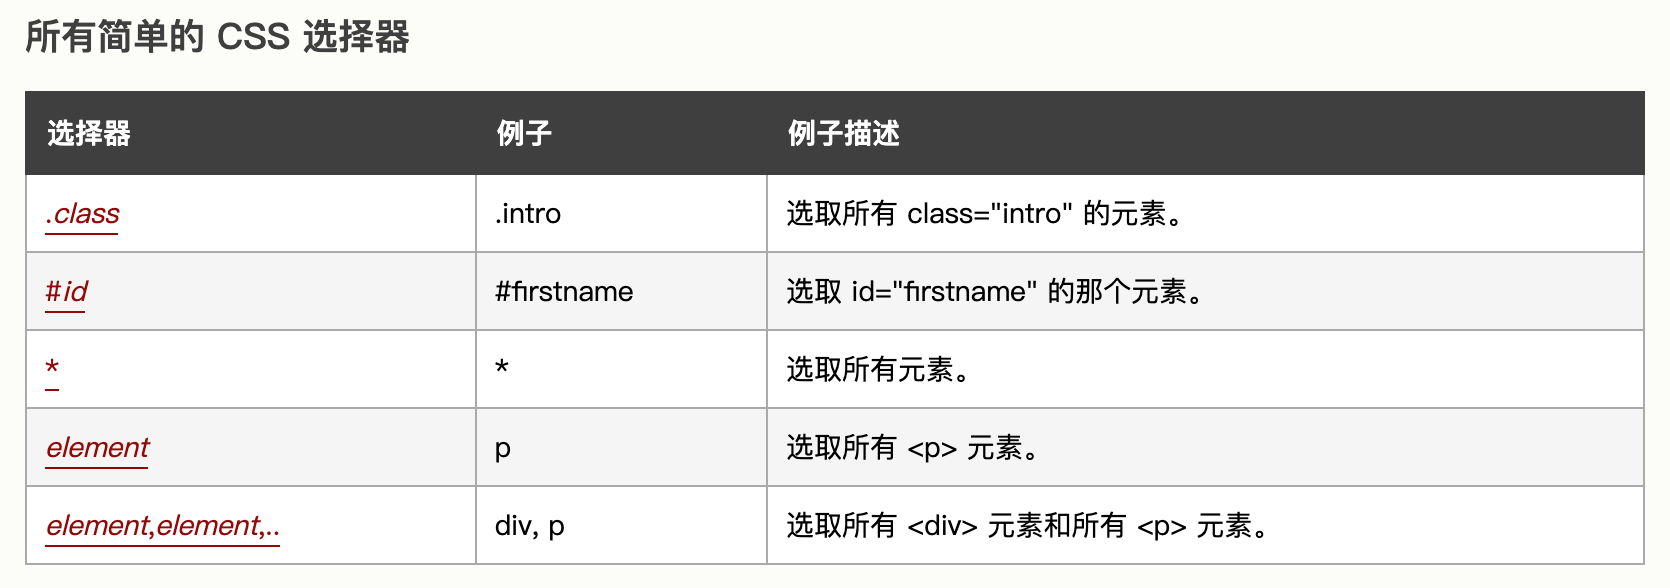 所有简单的 CSS 选择器
选择器 例子 例子描述
.class .intro 选取所有 class="intro" 的元素。
#id #firstname 选取 id="firstname" 的那个元素。
* * 选取所有元素。
element p 选取所有 <p> 元素。
element,element,.. div, p 选取所有 <div> 元素和所有 <p> 元素。